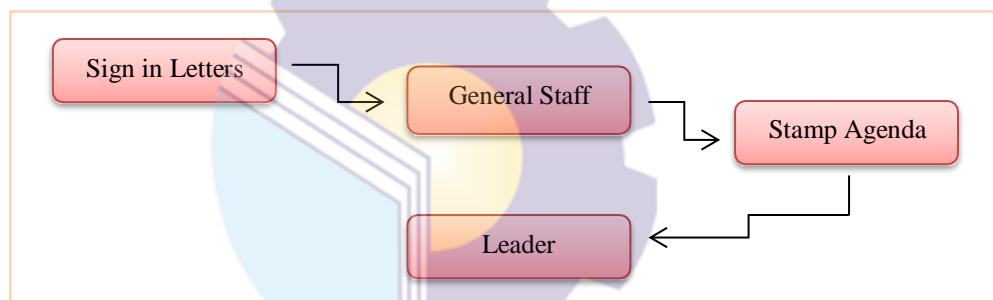 Sign in Letters
General Staff
Stamp Agenda
Leader